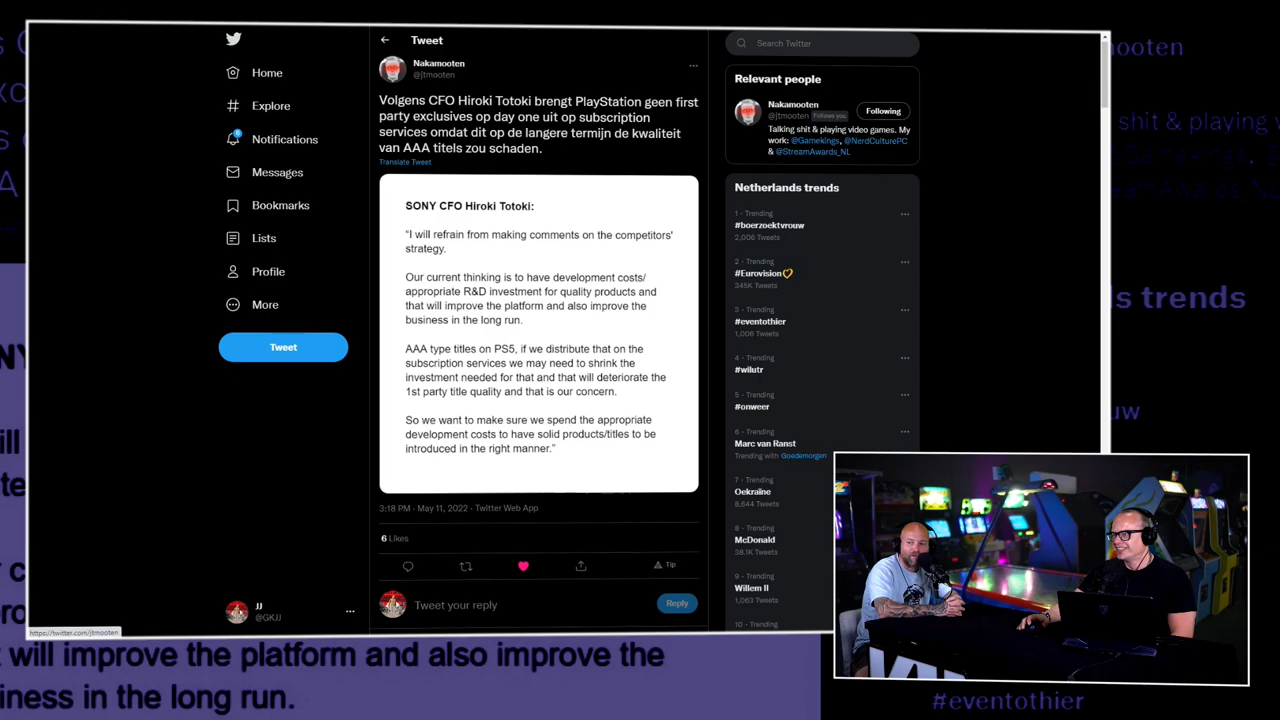 Home
Explore
6
Notifications
Messages
Bookmarks
Lists
Profile
More
Tweet
JJ
@GKJJ
https://twitter.com/jtmooten
Tweet
Nakamooten
@jtmooten
Volgens CFO Hiroki Totoki brengt PlayStation geen first
party exclusives op day one uit op subscription
services omdat dit op de langere termijn de kwaliteit
van AAA titels zou schaden.
Translate Tweet
SONY CFO Hiroki Totoki:
“I will refrain from making comments on the competitors'
strategy.
Our current thinking is to have development costs/
appropriate R&D investment for quality products and
that will improve the platform and also improve the
business in the long run.
AAA type titles on PS5, if we distribute that on the
subscription services we may need to shrink the
investment needed for that and that will deteriorate the
1st party title quality and that is our concern.
So we want to make sure we spend the appropriate
development costs to have solid products/titles to be
introduced in the right manner.”
3:18 PM · May 11, 2022 · Twitter Web App
6 Likes
Tip
Tweet your reply
Reply
Search Twitter
Relevant people
Nakamooten
@jtmooten Follows you
Following
Talking shit & playing video games. My
work: @Gamekings, @NerdCulturePC
& @StreamAwards_NL
Netherlands trends
1 · Trending
#boerzoektvrouw
2,006 Tweets
2 · Trending
#Eurovision
345K Tweets
3 · Trending
#eventothier
1,006 Tweets
4 · Trending
#wilutr
5 · Trending
#onweer
6 · Trending
Marc van Ranst
Trending with Goedemorgen
7 · Trending
Oekraïne
8,644 Tweets
8 · Trending
McDonald
38.1K Tweets
9 · Trending
Willem II
1,063 Tweets
10 · Trending
mooten
shit & playing v
s trends
uw
will improve the platform and also improve the
siness in the long run.
#eventothier